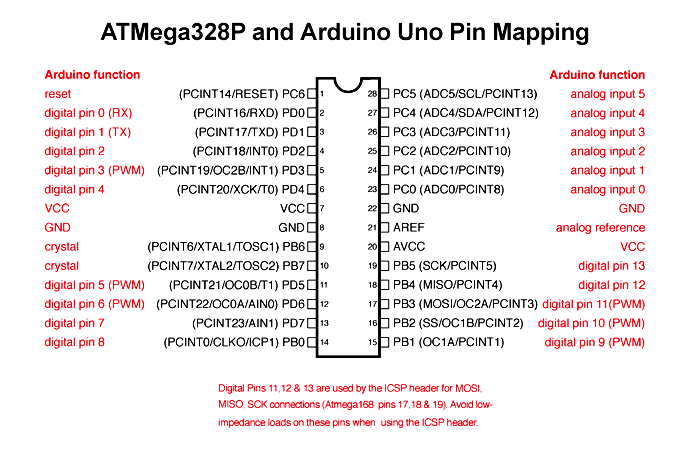 ATMega328P and Arduino Uno Pin Mapping
Arduino function Arduino function
reset (PCINT14/RESET) PC6 1 28 PC5 (ADC5/SCL/PCINT13) analog input 5
digital pin 0 (RX) (PCINT16/RXD) PD0 2 27 PC4 (ADC4/SDA/PCINT12) analog input 4
digital pin 1 (TX) (PCINT17/TXD) PD1 3 26 PC3 (ADC3/PCINT11) analog input 3
digital pin 2 (PCINT18/INT0) PD2 4 25 PC2 (ADC2/PCINT10) analog input 2
digital pin 3 (PWM) (PCINT19/OC2B/INT1) PD3 5 24 PC1 (ADC1/PCINT9) analog input 1
digital pin 4 (PCINT20/XCK/T0) PD4 6 23 PC0 (ADC0/PCINT8) analog input 0
VCC VCC 7 22 GND GND
GND GND 8 21 AREF analog reference
crystal (PCINT6/XTAL1/TOSC1) PB6 9 20 AVCC VCC
crystal (PCINT7/XTAL2/TOSC2) PB7 10 19 PB5 (SCK/PCINT5) digital pin 13
digital pin 5 (PWM) (PCINT21/OC0B/T1) PD5 11 18 PB4 (MISO/PCINT4) digital pin 12
digital pin 6 (PWM) (PCINT22/OC0A/AIN0) PD6 12 17 PB3 (MOSI/OC2A/PCINT3) digital pin 11(PWM)
digital pin 7 (PCINT23/AIN1) PD7 13 16 PB2 (SS/OC1B/PCINT2) digital pin 10 (PWM)
digital pin 8 (PCINT0/CLKO/ICP1) PB0 14 15 PB1 (OC1A/PCINT1) digital pin 9 (PWM)
Digital Pins 11,12 & 13 are used by the ICSP header for MOSI,
MISO, SCK connections (Atmega168 pins 17,18 & 19). Avoid low-
impedance loads on these pins when using the ICSP header.